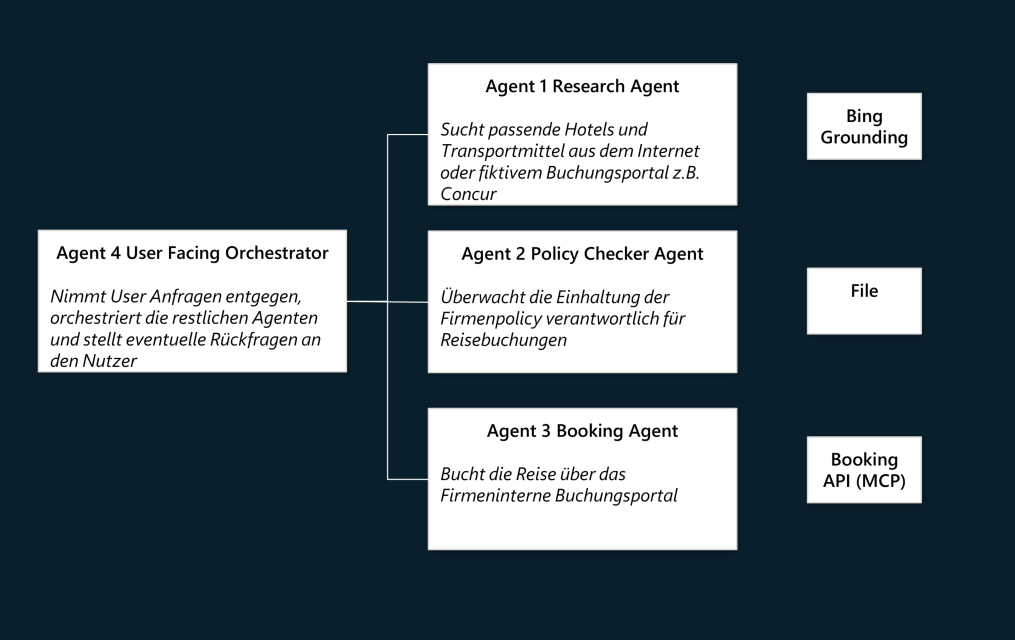 Agent 1 Research Agent
Sucht passende Hotels und
Transportmittel aus dem Internet
oder fiktivem Buchungsportal z.B.
Concur
Bing
Grounding
Agent 4 User Facing Orchestrator
Nimmt User Anfragen entgegen,
orchestriert die restlichen Agenten
und stellt eventuelle Rückfragen an
den Nutzer
Agent 2 Policy Checker Agent
Überwacht die Einhaltung der
Firmenpolicy verantwortlich für
Reisebuchungen
File
Agent 3 Booking Agent
Bucht die Reise über das
Firmeninterne Buchungsportal
Booking
API (MCP)